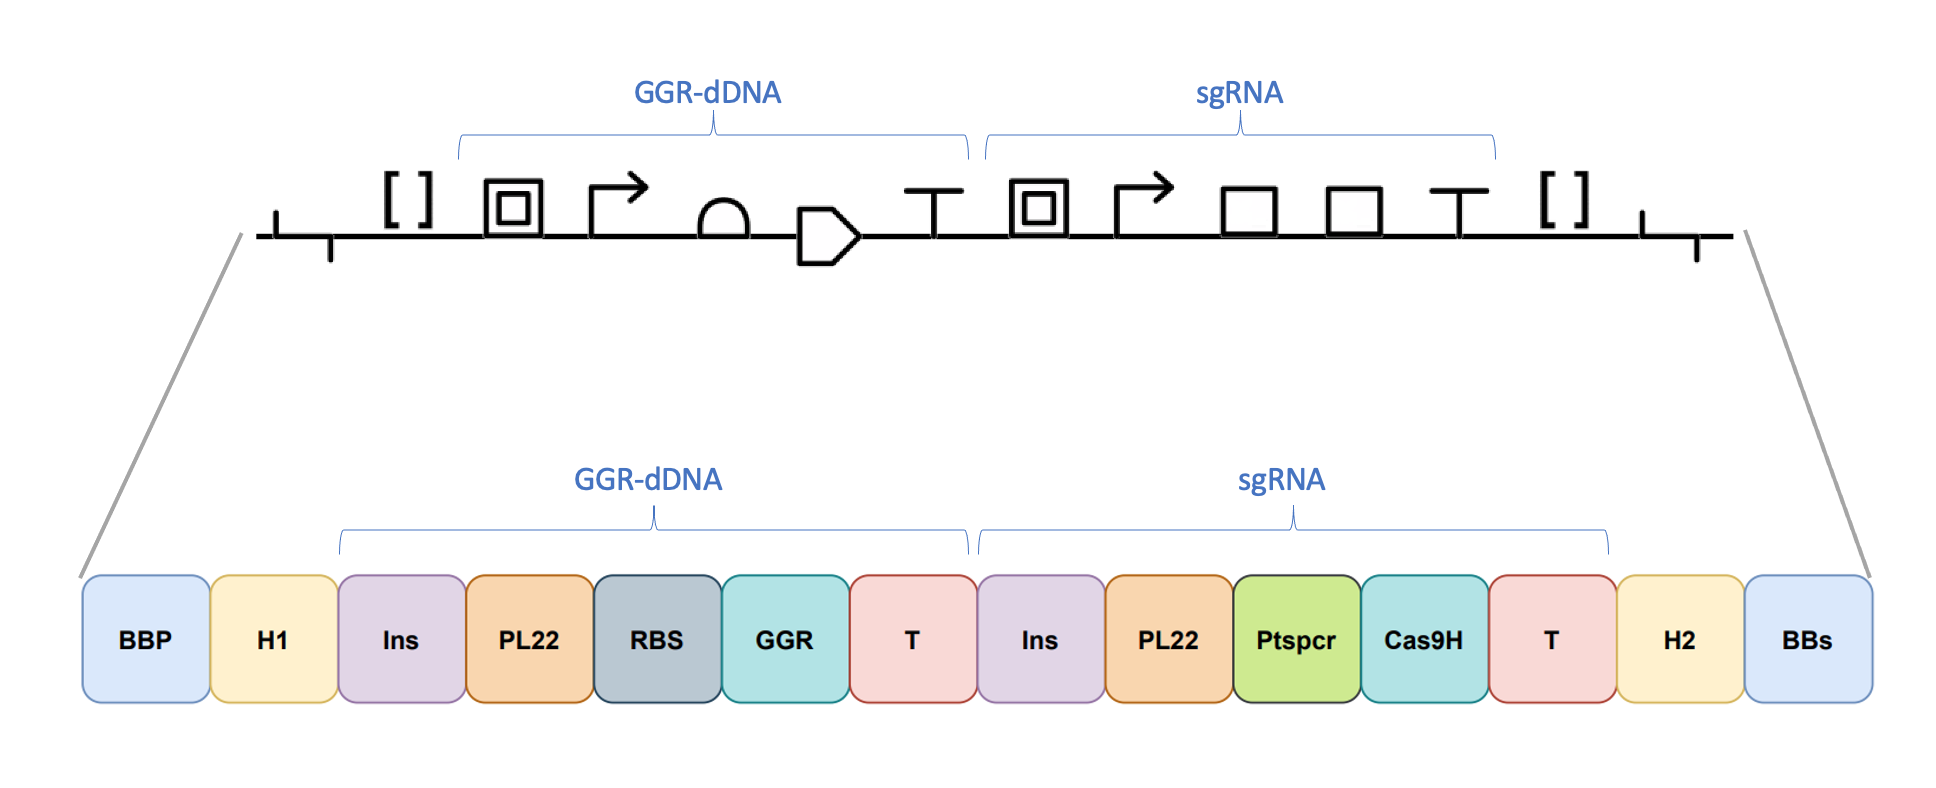 GGR-dDNA sgRNA
GGR-dDNA sgRNA
BBP H1 Ins PL22 RBS GGR T Ins PL22 Ptspcr Cas9H T H2 BBs